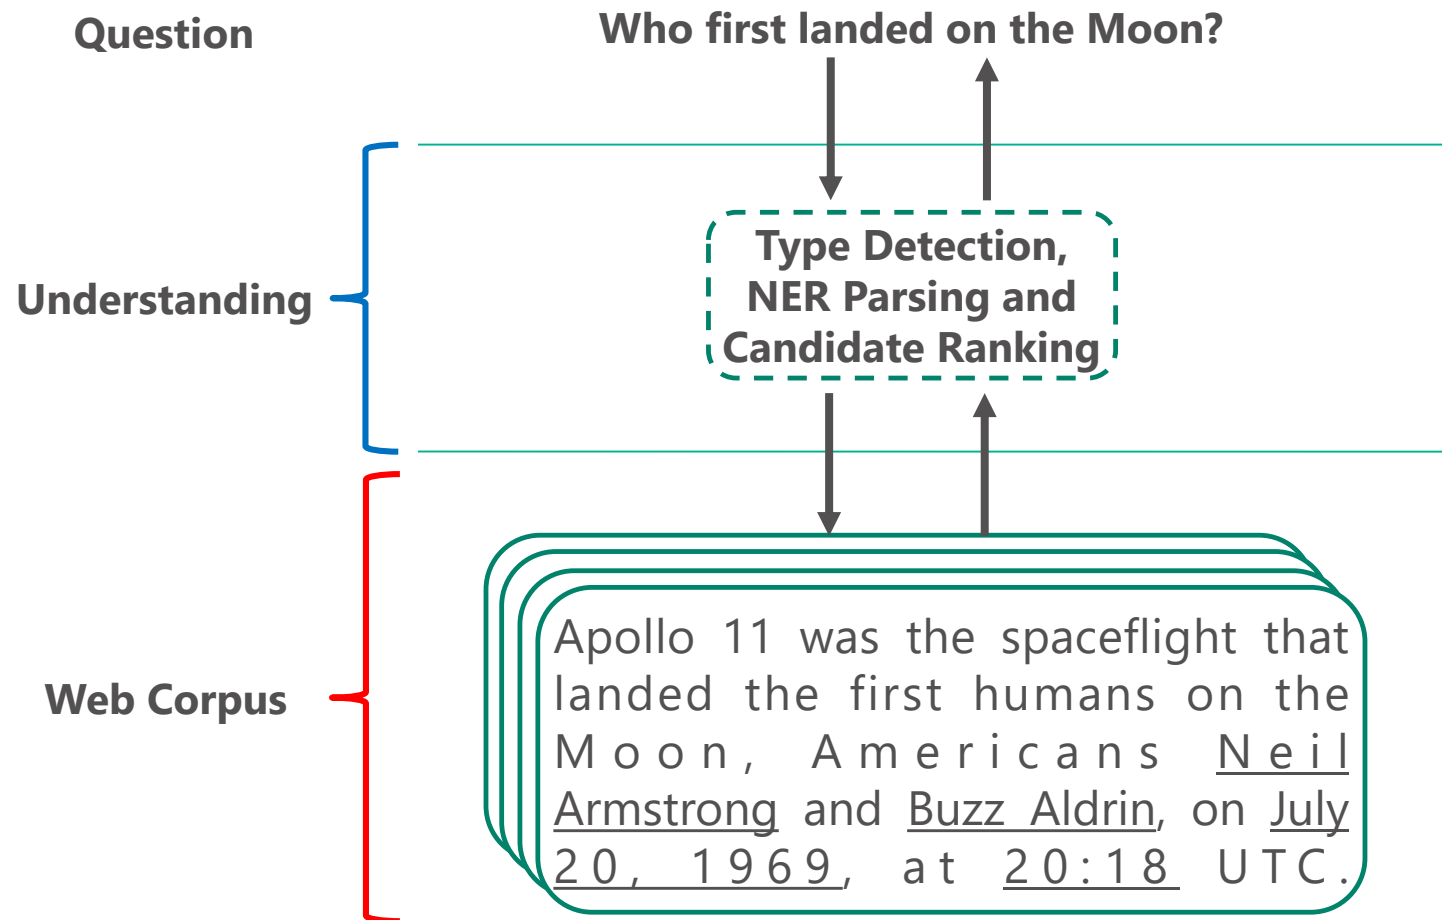 Question
Who first landed on the Moon?
Understanding
Type Detection,
NER Parsing and
Candidate Ranking
Web Corpus
Apollo 11 was the spaceflight that
landed the first humans on the
Moon, Americans Neil
Armstrong and Buzz Aldrin, on July
20, 1969, at 20:18 UTC.